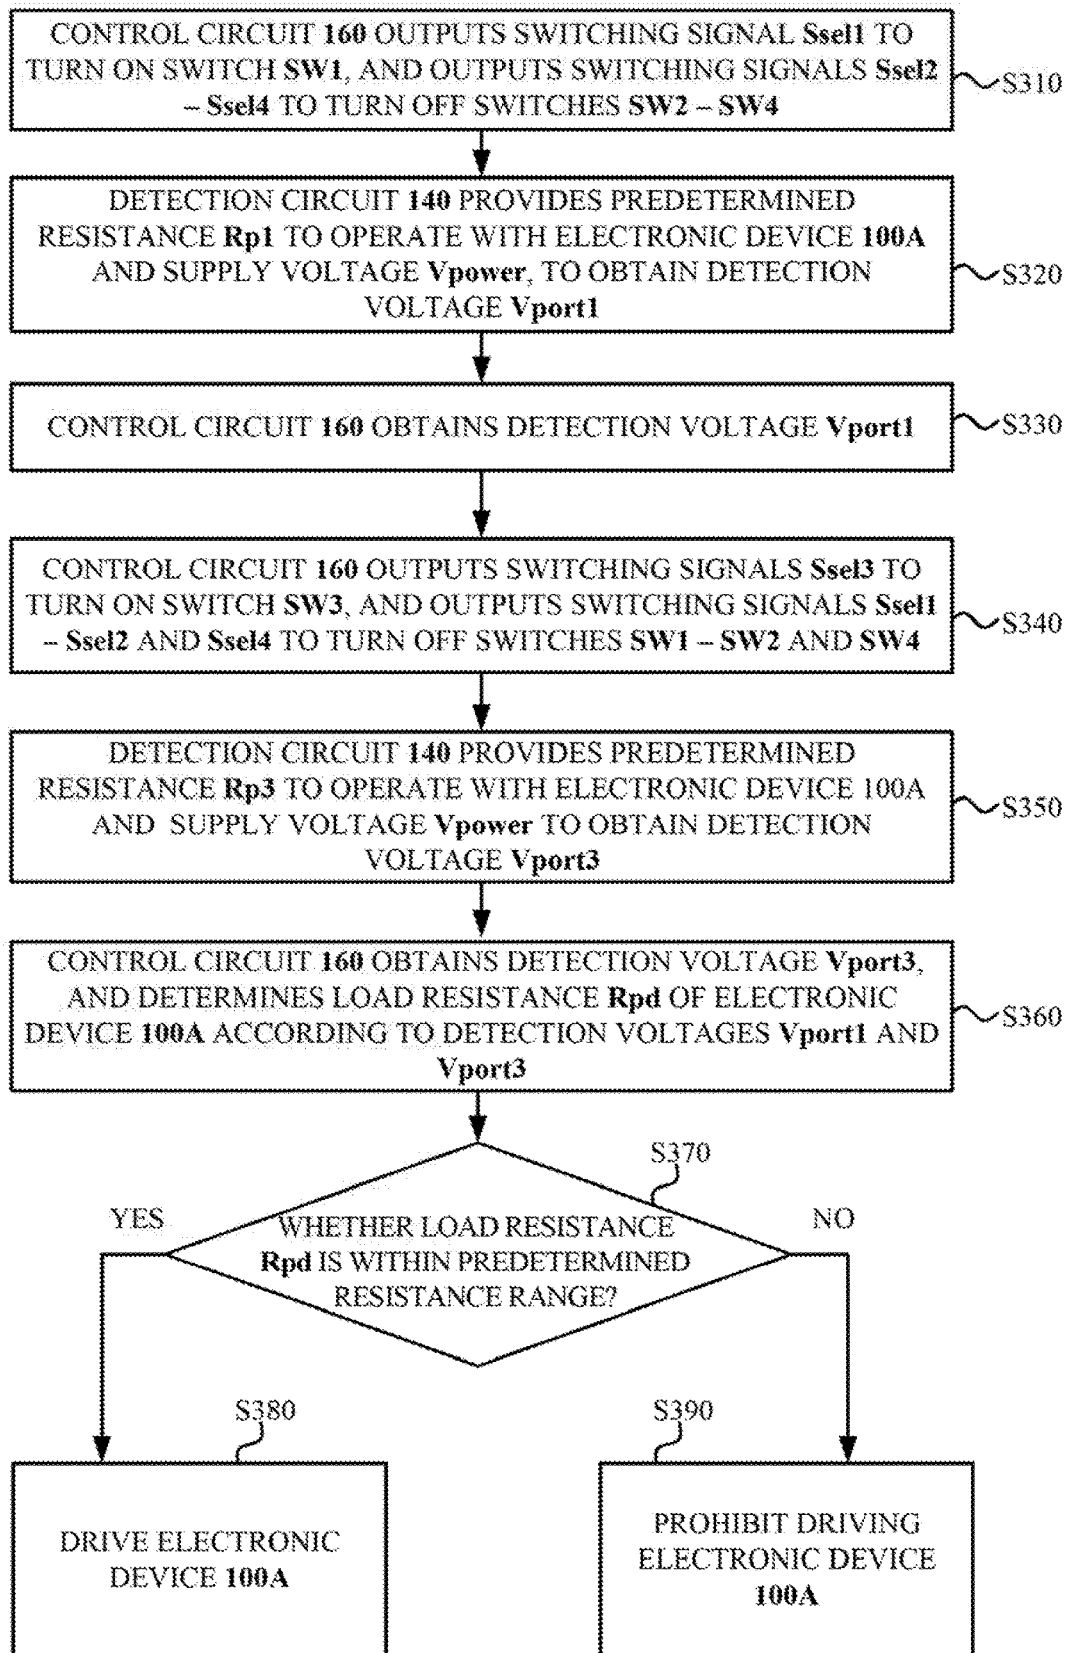 CONTROL CIRCUIT 160 OUTPUTS SWITCHING SIGNAL Ssel1 TO
TURN ON SWITCH SW1, AND OUTPUTS SWITCHING SIGNALS Ssel2
– Ssel4 TO TURN OFF SWITCHES SW2 – SW4
S310
DETECTION CIRCUIT 140 PROVIDES PREDETERMINED
RESISTANCE Rp1 TO OPERATE WITH ELECTRONIC DEVICE 100A
AND SUPPLY VOLTAGE Vpower, TO OBTAIN DETECTION
VOLTAGE Vport1
S320
CONTROL CIRCUIT 160 OBTAINS DETECTION VOLTAGE Vport1
S330
CONTROL CIRCUIT 160 OUTPUTS SWITCHING SIGNALS Ssel3 TO
TURN ON SWITCH SW3, AND OUTPUTS SWITCHING SIGNALS Ssel1
– Ssel2 AND Ssel4 TO TURN OFF SWITCHES SW1 – SW2 AND SW4
S340
DETECTION CIRCUIT 140 PROVIDES PREDETERMINED
RESISTANCE Rp3 TO OPERATE WITH ELECTRONIC DEVICE 100A
AND SUPPLY VOLTAGE Vpower TO OBTAIN DETECTION
VOLTAGE Vport3
S350
CONTROL CIRCUIT 160 OBTAINS DETECTION VOLTAGE Vport3,
AND DETERMINES LOAD RESISTANCE Rpd OF ELECTRONIC
DEVICE 100A ACCORDING TO DETECTION VOLTAGES Vport1 AND
Vport3
S360
S370
YES
WHETHER LOAD RESISTANCE
Rpd IS WITHIN PREDETERMINED
RESISTANCE RANGE?
NO
S380
DRIVE ELECTRONIC
DEVICE 100A
S390
PROHIBIT DRIVING
ELECTRONIC DEVICE
100A